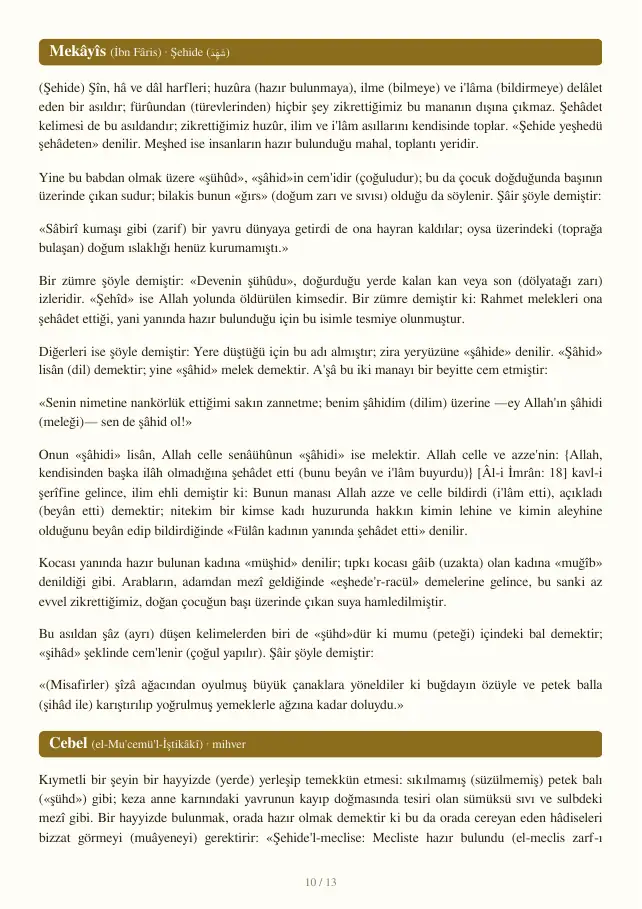 Mekâyîs (İbn Fâris) · Şehide (شَهِدَ)
(Şehide) Şîn, hâ ve dâl harfleri; huzûra (hazır bulunmaya), ilme (bilmeye) ve i'lâma (bildirmeye) delâlet
eden bir asıldır; fürûundan (türevlerinden) hiçbir şey zikrettiğimiz bu mananın dışına çıkmaz. Şehâdet
kelimesi de bu asıldandır; zikrettiğimiz huzûr, ilim ve i'lâm asıllarını kendisinde toplar. «Şehide yeşhedü
şehâdeten» denilir. Meşhed ise insanların hazır bulunduğu mahal, toplantı yeridir.
Yine bu babdan olmak üzere «şühûd», «şâhid»in cem'idir (çoğuludur); bu da çocuk doğduğunda başının
üzerinde çıkan sudur; bilakis bunun «ğırs» (doğum zarı ve sıvısı) olduğu da söylenir. Şâir şöyle demiştir:
«Sâbirî kumaşı gibi (zarif) bir yavru dünyaya getirdi de ona hayran kaldılar; oysa üzerindeki (toprağa
bulaşan) doğum ıslaklığı henüz kurumamıştı.»
Bir zümre şöyle demiştir: «Devenin şühûdu», doğurduğu yerde kalan kan veya son (dölyatağı zarı)
izleridir. «Şehîd» ise Allah yolunda öldürülen kimsedir. Bir zümre demiştir ki: Rahmet melekleri ona
şehâdet ettiği, yani yanında hazır bulunduğu için bu isimle tesmiye olunmuştur.
Diğerleri ise şöyle demiştir: Yere düştüğü için bu adı almıştır; zira yeryüzüne «şâhide» denilir. «Şâhid»
lisân (dil) demektir; yine «şâhid» melek demektir. A'şâ bu iki manayı bir beyitte cem etmiştir:
«Senin nimetine nankörlük ettiğimi sakın zannetme; benim şâhidim (dilim) üzerine —ey Allah'ın şâhidi
(meleği)— sen de şâhid ol!»
Onun «şâhidi» lisân, Allah celle senâühûnun «şâhidi» ise melektir. Allah celle ve azze'nin: {Allah,
kendisinden başka ilâh olmadığına şehâdet etti (bunu beyân ve i'lâm buyurdu)} [Âl-i İmrân: 18] kavl-i
şerîfine gelince, ilim ehli demiştir ki: Bunun manası Allah azze ve celle bildirdi (i'lâm etti), açıkladı
(beyân etti) demektir; nitekim bir kimse kadı huzurunda hakkın kimin lehine ve kimin aleyhine
olduğunu beyân edip bildirdiğinde «Fülân kadının yanında şehâdet etti» denilir.
Kocası yanında hazır bulunan kadına «müşhid» denilir; tıpkı kocası gâib (uzakta) olan kadına «muğîb»
denildiği gibi. Arabların, adamdan mezî geldiğinde «eşhede'r-racül» demelerine gelince, bu sanki az
evvel zikrettiğimiz, doğan çocuğun başı üzerinde çıkan suya hamledilmiştir.
Bu asıldan şâz (ayrı) düşen kelimelerden biri de «şühd»dür ki mumu (peteği) içindeki bal demektir;
«şihâd» şeklinde cem'lenir (çoğul yapılır). Şâir şöyle demiştir:
«(Misafirler) şîzâ ağacından oyulmuş büyük çanaklara yöneldiler ki buğdayın özüyle ve petek balla
(şihâd ile) karıştırılıp yoğrulmuş yemeklerle ağzına kadar doluydu.»
Cebel (el-Mu'cemü'l-İştikâkî) · mihver
Kıymetli bir şeyin bir hayyizde (yerde) yerleşip temekkün etmesi: sıkılmamış (süzülmemiş) petek balı
(«şühd») gibi; keza anne karnındaki yavrunun kayıp doğmasında tesiri olan sümüksü sıvı ve sulbdeki
mezî gibi. Bir hayyizde bulunmak, orada hazır olmak demektir ki bu da orada cereyan eden hâdiseleri
bizzat görmeyi (muâyeneyi) gerektirir: «Şehide'l-meclise: Mecliste hazır bulundu (el-meclis zarf-ı
10 / 13